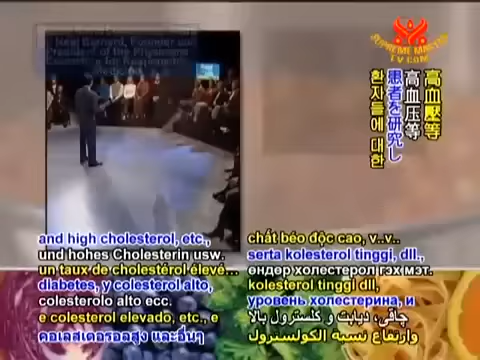 Neal Barnard, Founder and
President of the Physicians
Committee for Responsible
Medicine
SUPREME MASTER
TV.COM
高血壓等
高血压等
患者を研究し
환자들에 대한
and high cholesterol, etc.,
und hohes Cholesterin usw.
un taux de cholestérol élevé...
diabetes, y colesterol alto,
colesterolo alto ecc.
e colesterol elevado, etc., e
คอเลสเตอรอลสูง และอื่นๆ
chất béo độc cao, v..v..
serta kolesterol tinggi, dll.,
өндөр холестерол гэх мэт.
kolesterol tinggi dll,
уровень холестерина, и
چاقی، دیابت و کلسترول بالا
وارتفاع نسبة الكولسترول